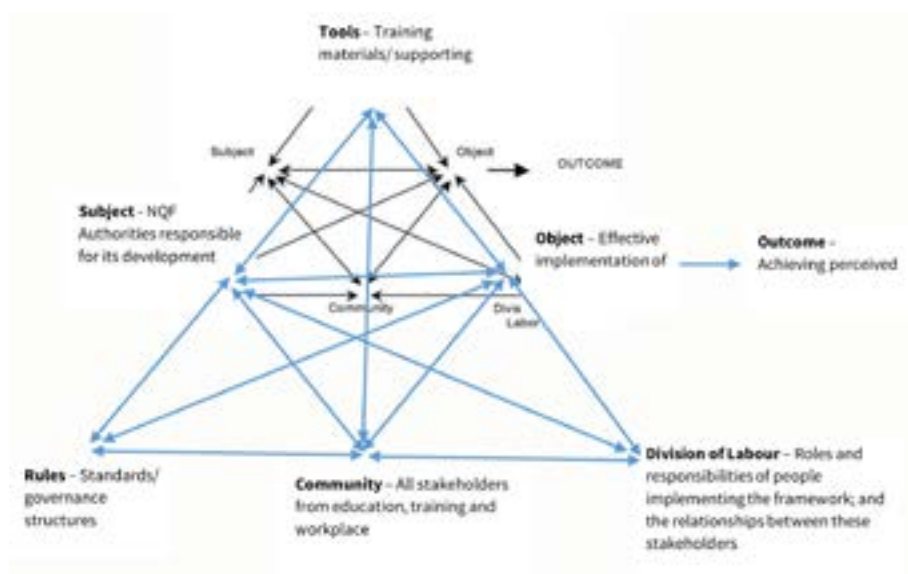 Tools – Training
materials/ supporting
Subject
Object
OUTCOME
Subject - NQF
Authorities responsible
for its development
Object – Effective
implementation of
Outcome –
Achieving perceived
Community
Divis
Labor
Rules – Standards/
governance
structures
Community – All stakeholders
from education, training and
workplace
Division of Labour – Roles and
responsibilities of people
implementing the framework; and
the relationships between these
stakeholders